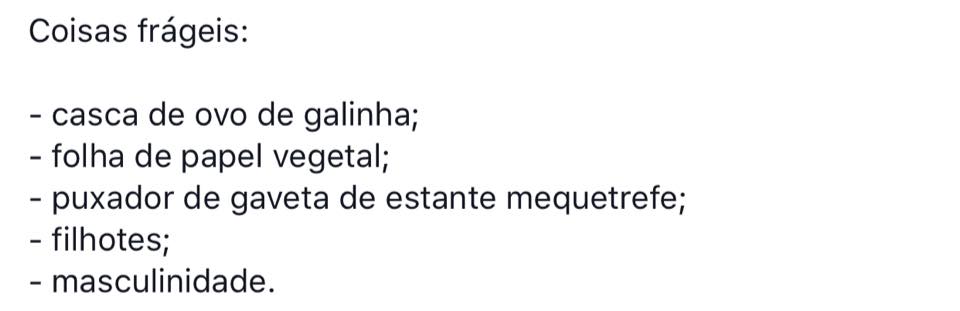 Coisas frágeis:
- casca de ovo de galinha;
- folha de papel vegetal;
- puxador de gaveta de estante mequetrefe;
- filhotes;
- masculinidade.